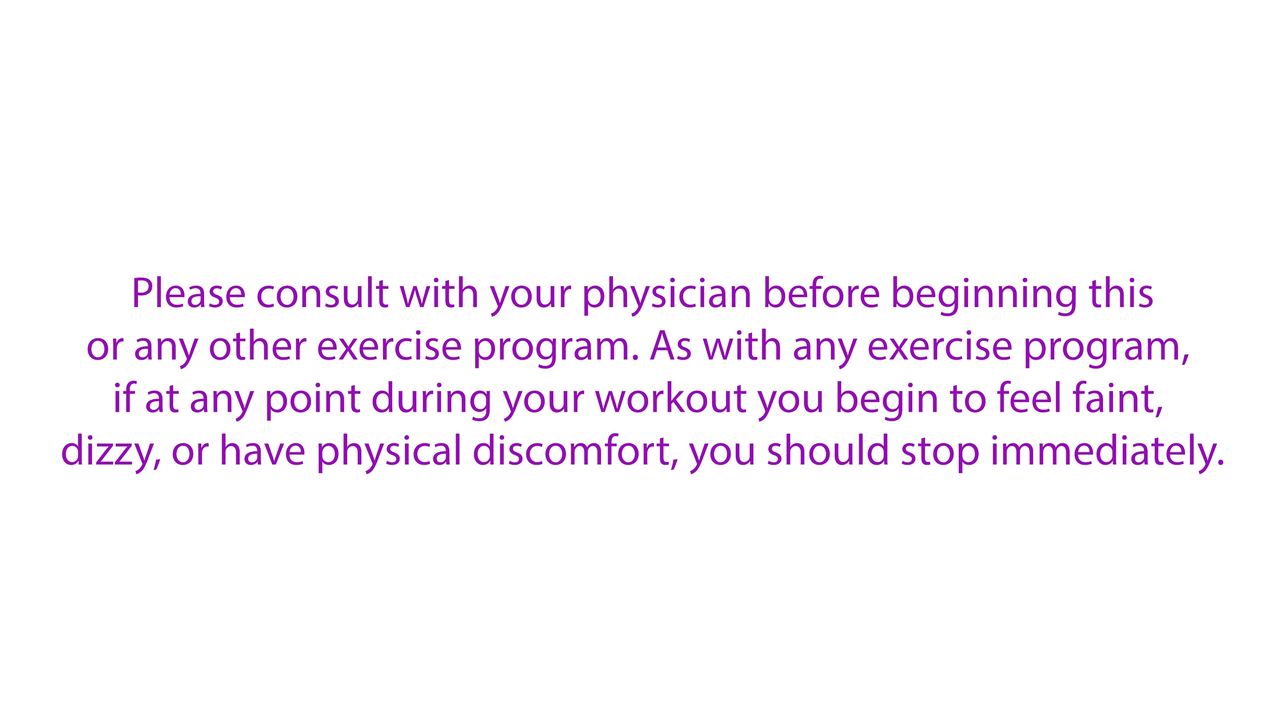 Please consult with your physician before beginning this
or any other exercise program. As with any exercise program,
if at any point during your workout you begin to feel faint,
dizzy, or have physical discomfort, you should stop immediately.